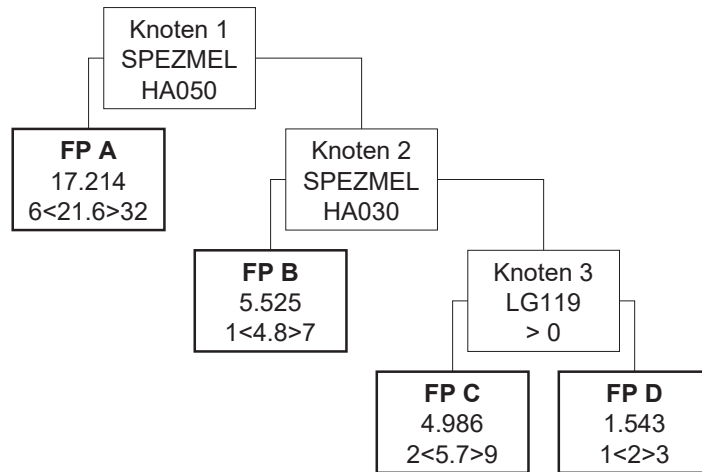 Knoten 1
SPEZMEL
HA050
FP A
17.214
6<21.6>32
Knoten 2
SPEZMEL
HA030
FP B
5.525
1<4.8>7
Knoten 3
LG119
> 0
FP C
4.986
2<5.7>9
FP D
1.543
1<2>3